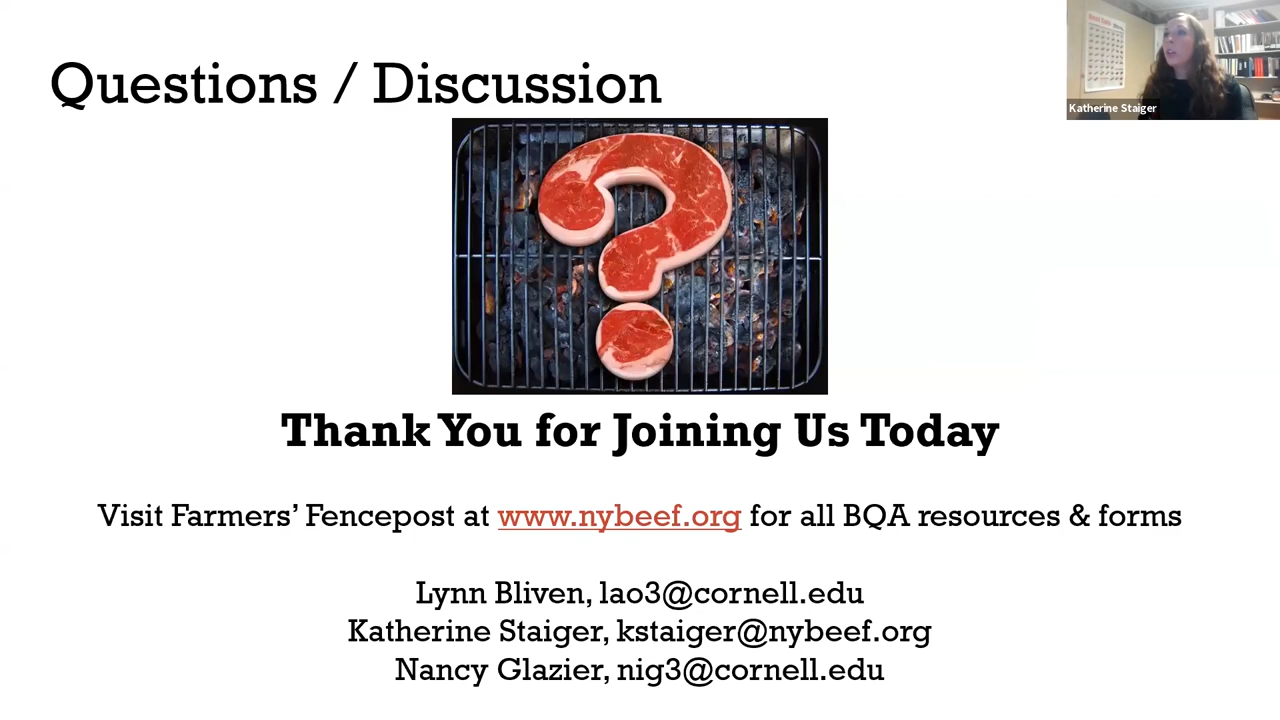 Questions / Discussion
Katherine Staiger
Thank You for Joining Us Today
Visit Farmers’ Fencepost at www.nybeef.org for all BQA resources & forms
Lynn Bliven, lao3@cornell.edu
Katherine Staiger, kstaiger@nybeef.org
Nancy Glazier, nig3@cornell.edu